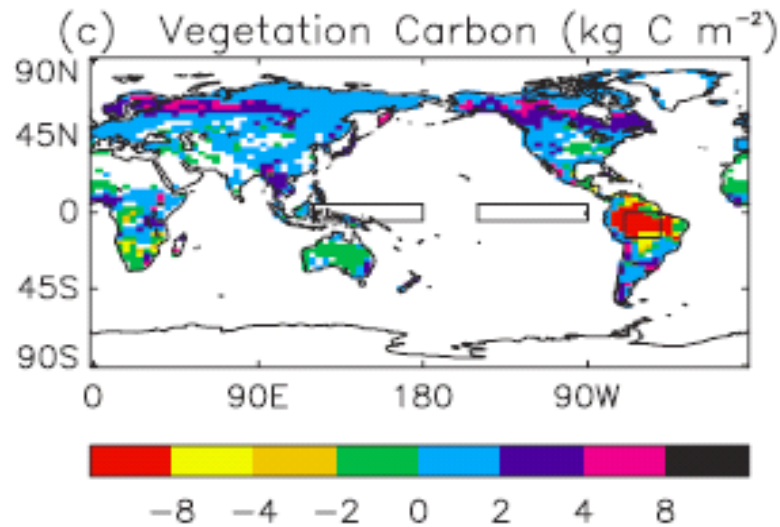 (c) Vegetation Carbon (kg C m⁻²)
90N
45N
0
45S
90S
0 90E 180 90W
−8 −4 −2 0 2 4 8